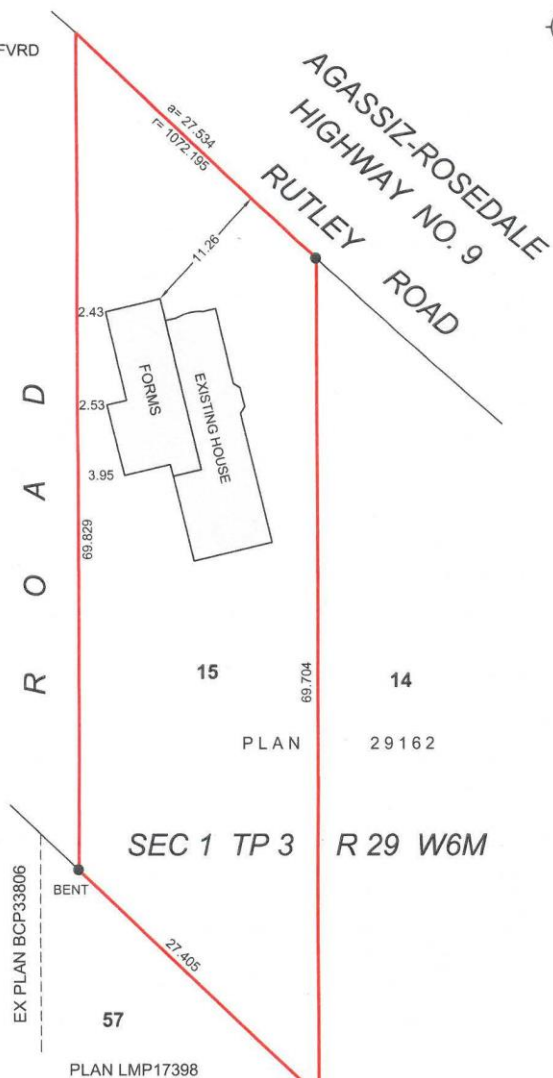 FVRD
AGASSIZ-ROSEDALE
HIGHWAY NO. 9
RUTLEY ROAD
a= 27.534
r= 1072.195
11.26
2.43
2.53
3.95
FORMS
EXISTING HOUSE
ROAD
69.829
69.704
15
14
PLAN 29162
SEC 1 TP 3 R 29 W6M
BENT
EX PLAN BCP33806
27.405
57
PLAN LMP17398